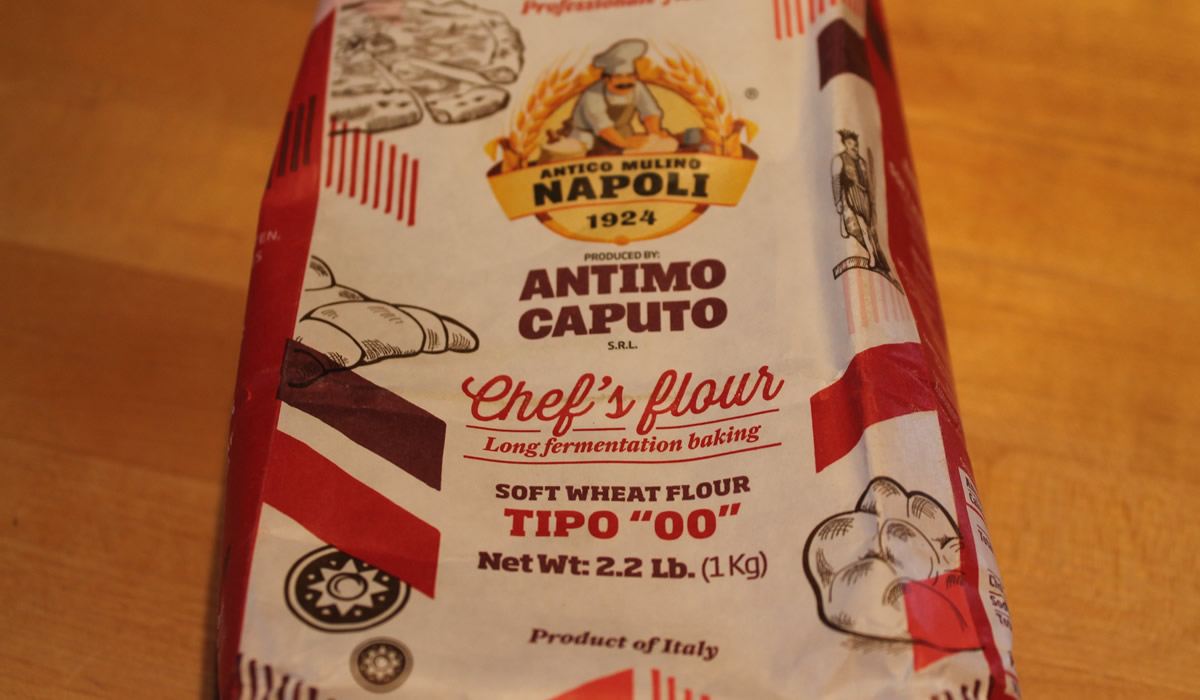 ANTICO MULINO
NAPOLI
1924
®
PRODUCED BY:
ANTIMO
CAPUTO
S.R.L.
Chef's flour
Long fermentation baking
SOFT WHEAT FLOUR
TIPO “00”
Net Wt: 2.2 Lb. (1 Kg)
Product of Italy